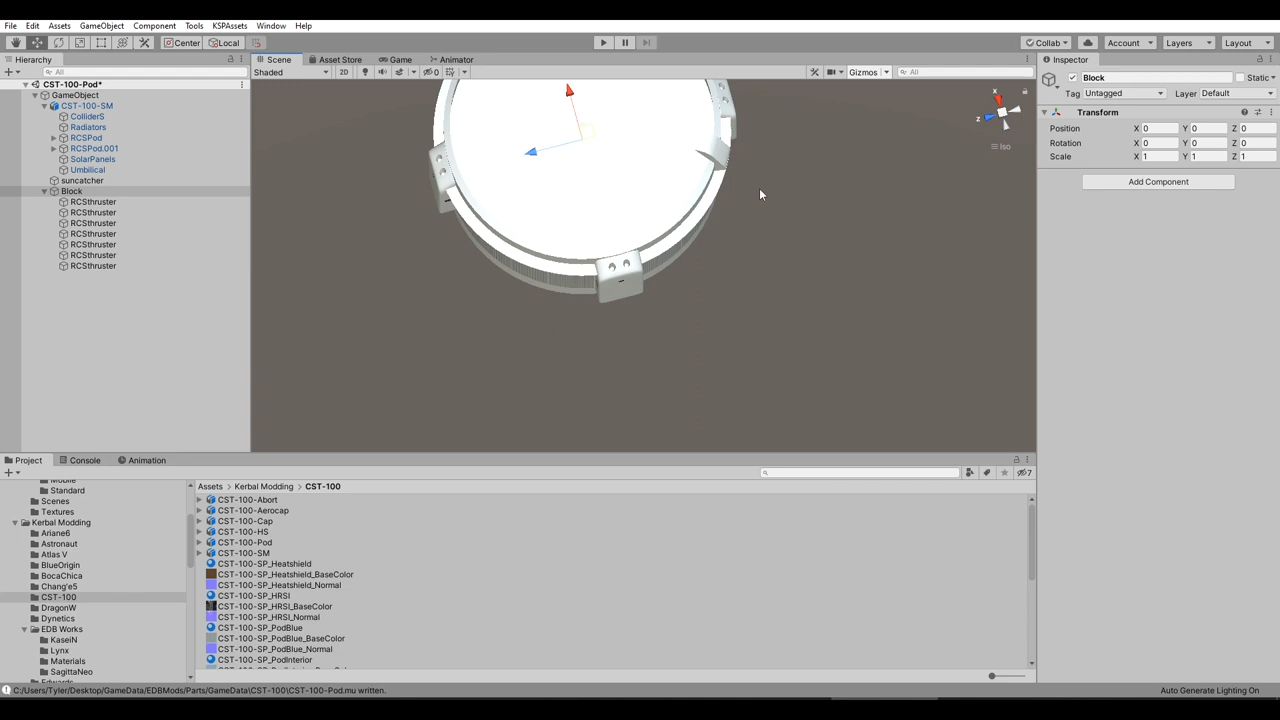 File Edit Assets GameObject Component Tools KSPAssets Window Help
Center Local Collab Account Layers Layout
Hierarchy Scene Asset Store Game Animator Inspector
All Shaded 2D 0 Gizmos All Block Static
CST-100-Pod* Tag Untagged Layer Default
GameObject
CST-100-SM Transform
ColliderS
Radiators Position X 0 Y 0 Z 0
RCSPod Rotation X 0 Y 0 Z 0
RCSPod.001 Scale X 1 Y 1 Z 1
SolarPanels
Umbilical
suncatcher Add Component
Block
RCSthruster
RCSthruster
RCSthruster
RCSthruster
RCSthruster
RCSthruster
RCSthruster
x
z
Iso
Project Console Animation
7
Mobile
Standard
Scenes
Textures
Kerbal Modding
Ariane6
Astronaut
Atlas V
BlueOrigin
BocaChica
Chang'e5
CST-100
DragonW
Dynetics
EDB Works
KaseiN
Lynx
Materials
SagittaNeo
Assets Kerbal Modding CST-100
CST-100-Abort
CST-100-Aerocap
CST-100-Cap
CST-100-HS
CST-100-Pod
CST-100-SM
CST-100-SP_Heatshield
CST-100-SP_Heatshield_BaseColor
CST-100-SP_Heatshield_Normal
CST-100-SP_HRSI
CST-100-SP_HRSI_BaseColor
CST-100-SP_HRSI_Normal
CST-100-SP_PodBlue
CST-100-SP_PodBlue_BaseColor
CST-100-SP_PodBlue_Normal
CST-100-SP_PodInterior
C:/Users/Tyler/Desktop/GameData/EDBMods/Parts/GameData\CST-100\CST-100-Pod.mu written.
Auto Generate Lighting On